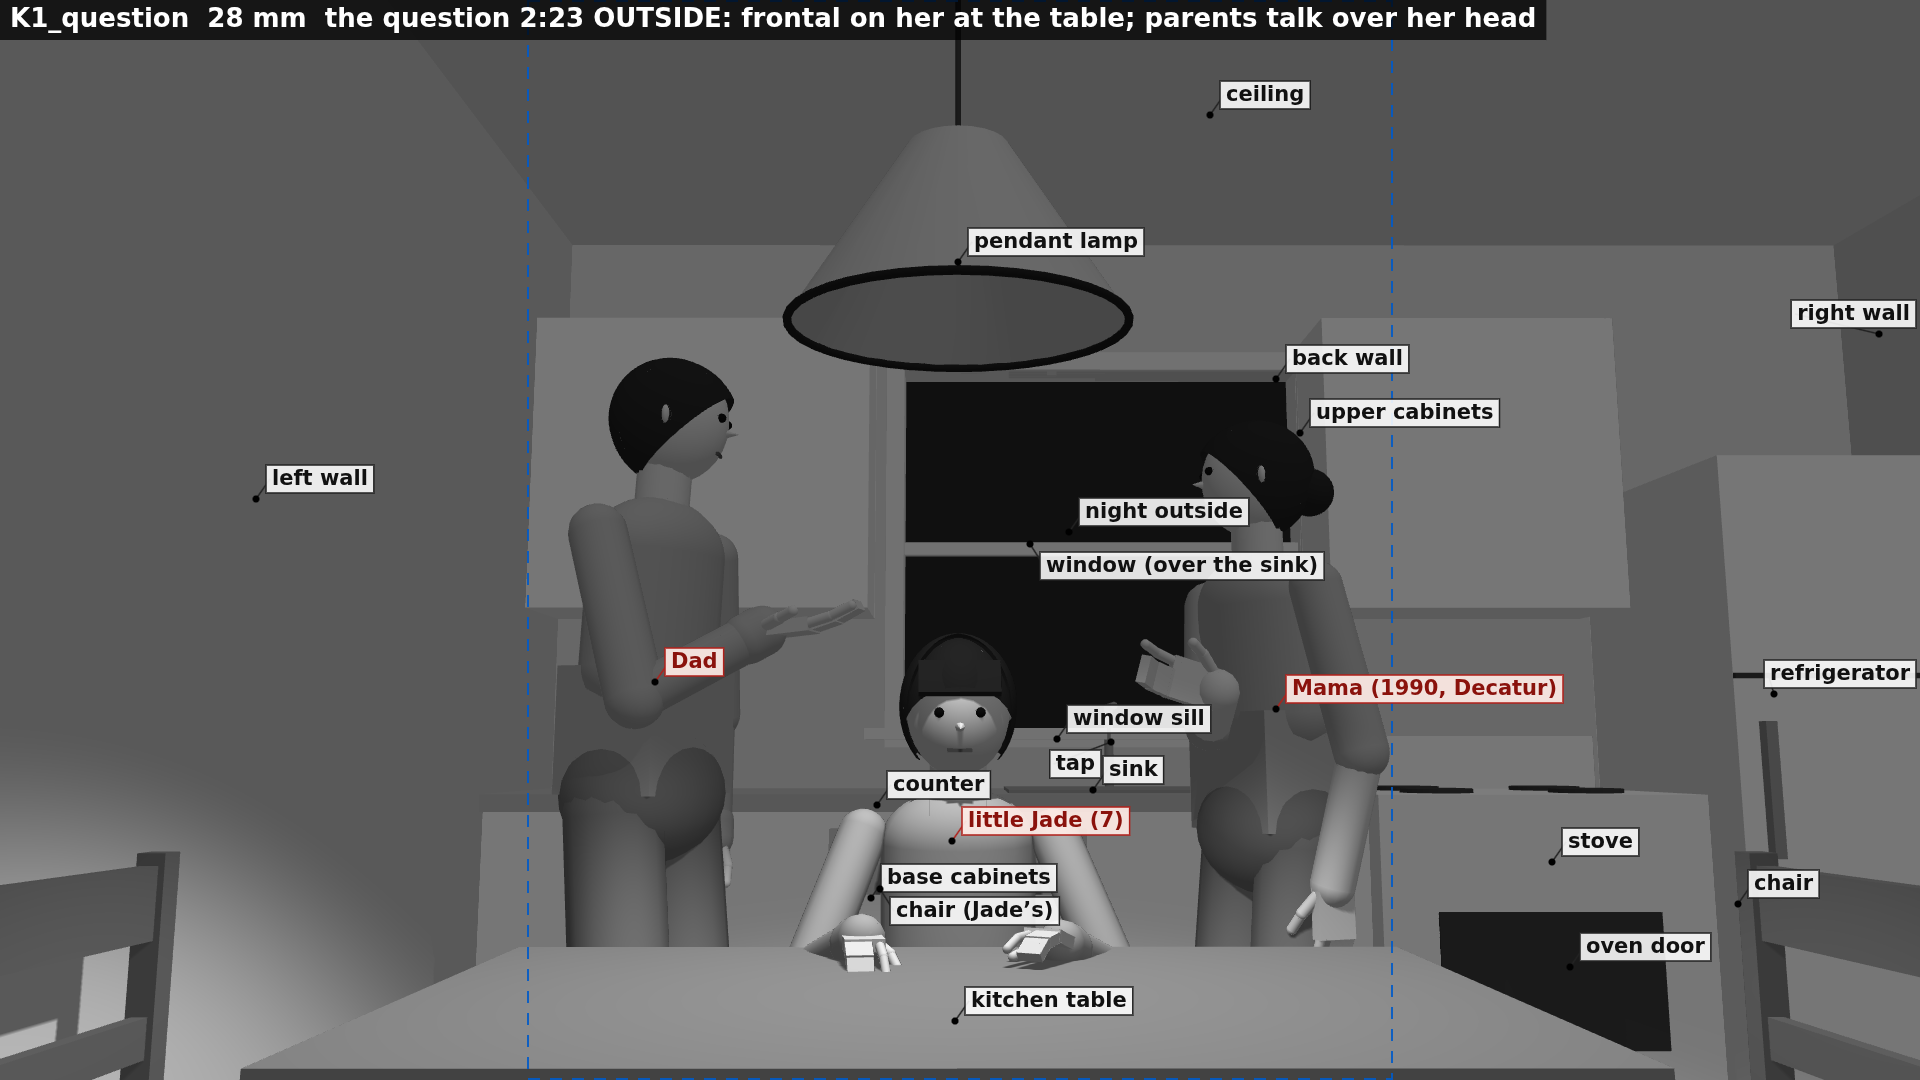 K1_question  28 mm  the question 2:23 OUTSIDE: frontal on her at the table; parents talk over her head
ceiling
pendant lamp
right wall
back wall
upper cabinets
left wall
night outside
window (over the sink)
Dad
refrigerator
Mama (1990, Decatur)
window sill
tap
sink
counter
little Jade (7)
stove
base cabinets
chair
chair (Jade’s)
oven door
kitchen table